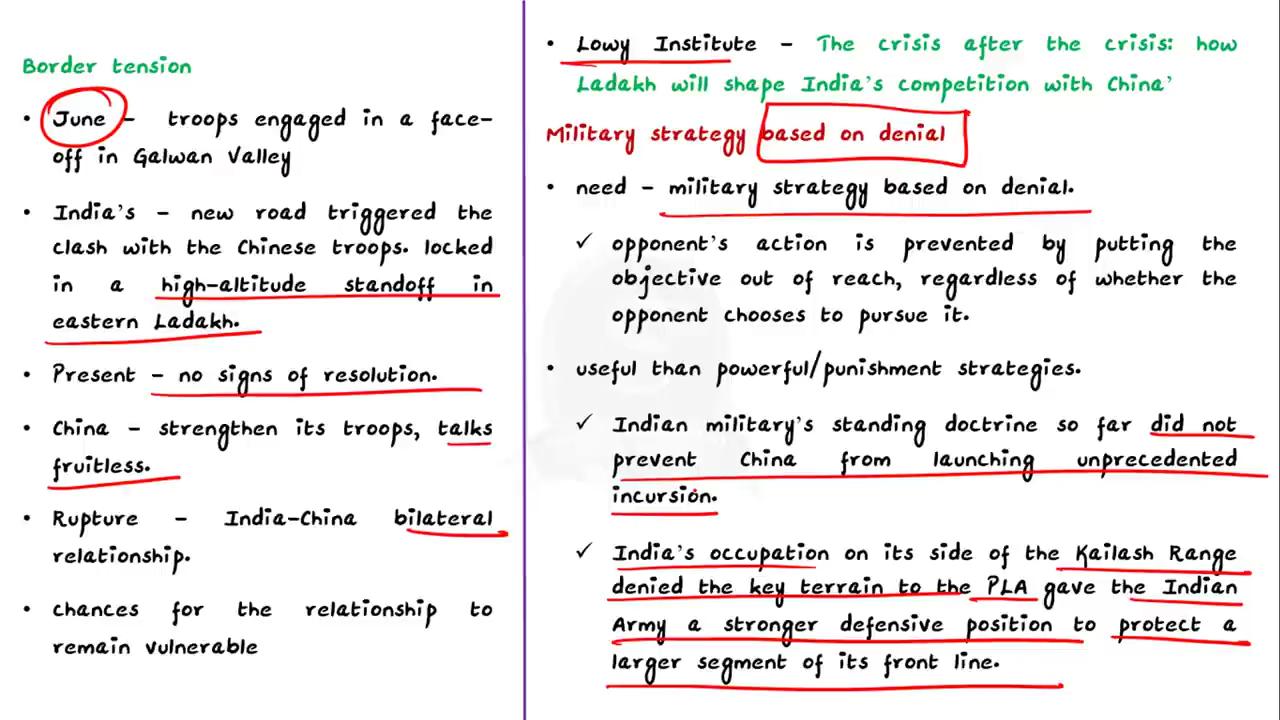 Border tension
• June – troops engaged in a face-
off in Galwan Valley
• India's – new road triggered the
clash with the Chinese troops. locked
in a high-altitude standoff in
eastern Ladakh.
• Present – no signs of resolution.
• China – strengthen its troops, talks
fruitless.
• Rupture – India-China bilateral
relationship.
• chances for the relationship to
remain vulnerable
• Lowy Institute – The crisis after the crisis: how
Ladakh will shape India's competition with China'
Military strategy based on denial
• need – military strategy based on denial.
✓ opponent's action is prevented by putting the
objective out of reach, regardless of whether the
opponent chooses to pursue it.
• useful than powerful/punishment strategies.
✓ Indian military's standing doctrine so far did not
prevent China from launching unprecedented
incursion.
✓ India's occupation on its side of the Kailash Range
denied the key terrain to the PLA gave the Indian
Army a stronger defensive position to protect a
larger segment of its front line.